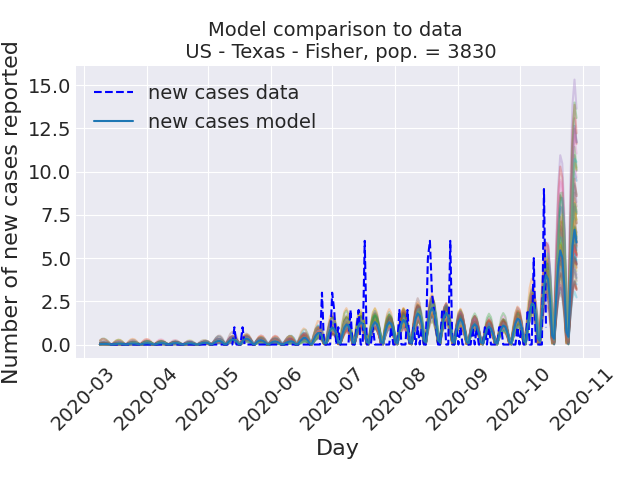 Model comparison to data
US - Texas - Fisher, pop. = 3830
Number of new cases reported
15.0
12.5
10.0
7.5
5.0
2.5
0.0
new cases data
new cases model
2020-03
2020-04
2020-05
2020-06
2020-07
2020-08
2020-09
2020-10
2020-11
Day